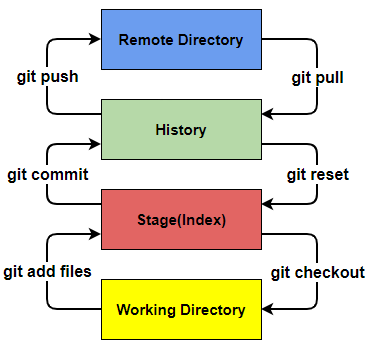 Remote Directory
git push
git pull
History
git commit
git reset
Stage(Index)
git add files
git checkout
Working Directory